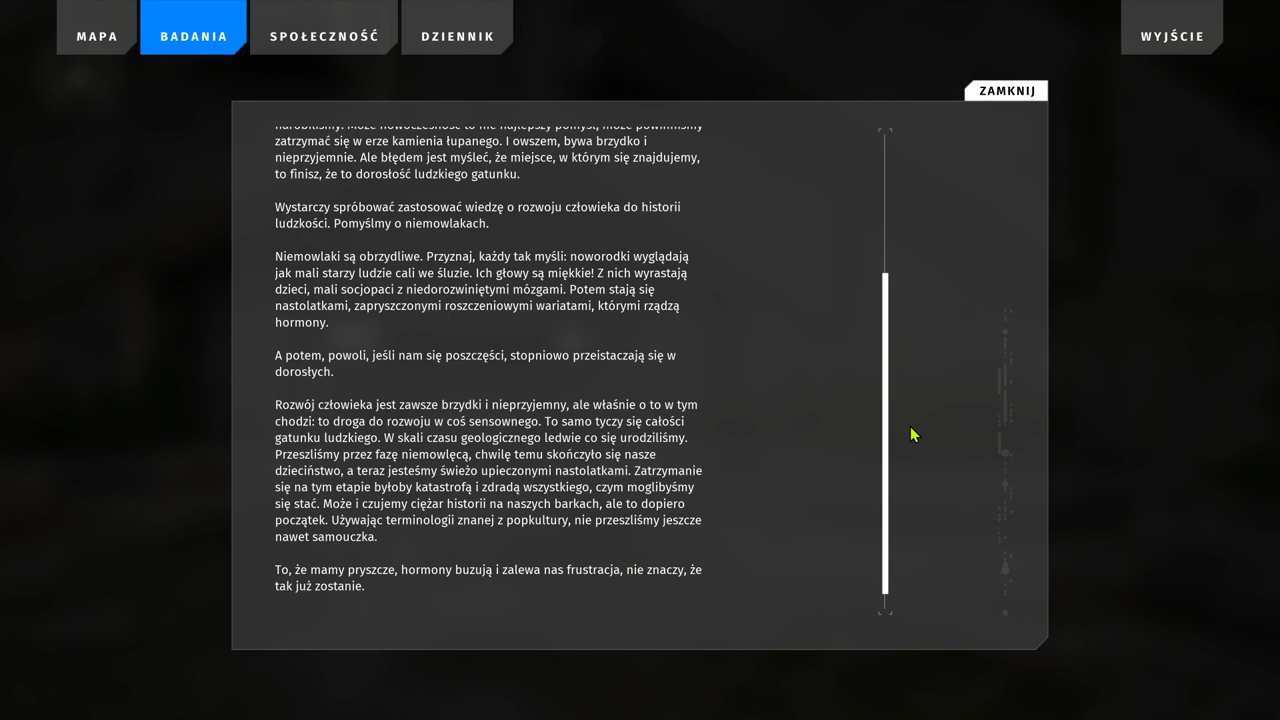 MAPA
BADANIA
SPOŁECZNOŚĆ
DZIENNIK
WYJŚCIE
ZAMKNIJ
narobiliśmy. Może nowoczesność to nie najlepszy pomysł, może powinniśmy
zatrzymać się w erze kamienia łupanego. I owszem, bywa brzydko i
nieprzyjemnie. Ale błędem jest myśleć, że miejsce, w którym się znajdujemy,
to finisz, że to dorosłość ludzkiego gatunku.
Wystarczy spróbować zastosować wiedzę o rozwoju człowieka do historii
ludzkości. Pomyślmy o niemowlakach.
Niemowlaki są obrzydliwe. Przyznaj, każdy tak myśli: noworodki wyglądają
jak mali starzy ludzie cali we śluzie. Ich głowy są miękkie! Z nich wyrastają
dzieci, mali socjopaci z niedorozwiniętymi mózgami. Potem stają się
nastolatkami, zapryszczonymi roszczeniowymi wariatami, którymi rządzą
hormony.
A potem, powoli, jeśli nam się poszczęści, stopniowo przeistaczają się w
dorosłych.
Rozwój człowieka jest zawsze brzydki i nieprzyjemny, ale właśnie o to w tym
chodzi: to droga do rozwoju w coś sensownego. To samo tyczy się całości
gatunku ludzkiego. W skali czasu geologicznego ledwie co się urodziliśmy.
Przeszliśmy przez fazę niemowlęcą, chwilę temu skończyło się nasze
dzieciństwo, a teraz jesteśmy świeżo upieczonymi nastolatkami. Zatrzymanie
się na tym etapie byłoby katastrofą i zdradą wszystkiego, czym moglibyśmy
się stać. Może i czujemy ciężar historii na naszych barkach, ale to dopiero
początek. Używając terminologii znanej z popkultury, nie przeszliśmy jeszcze
nawet samouczka.
To, że mamy pryszcze, hormony buzują i zalewa nas frustracja, nie znaczy, że
tak już zostanie.